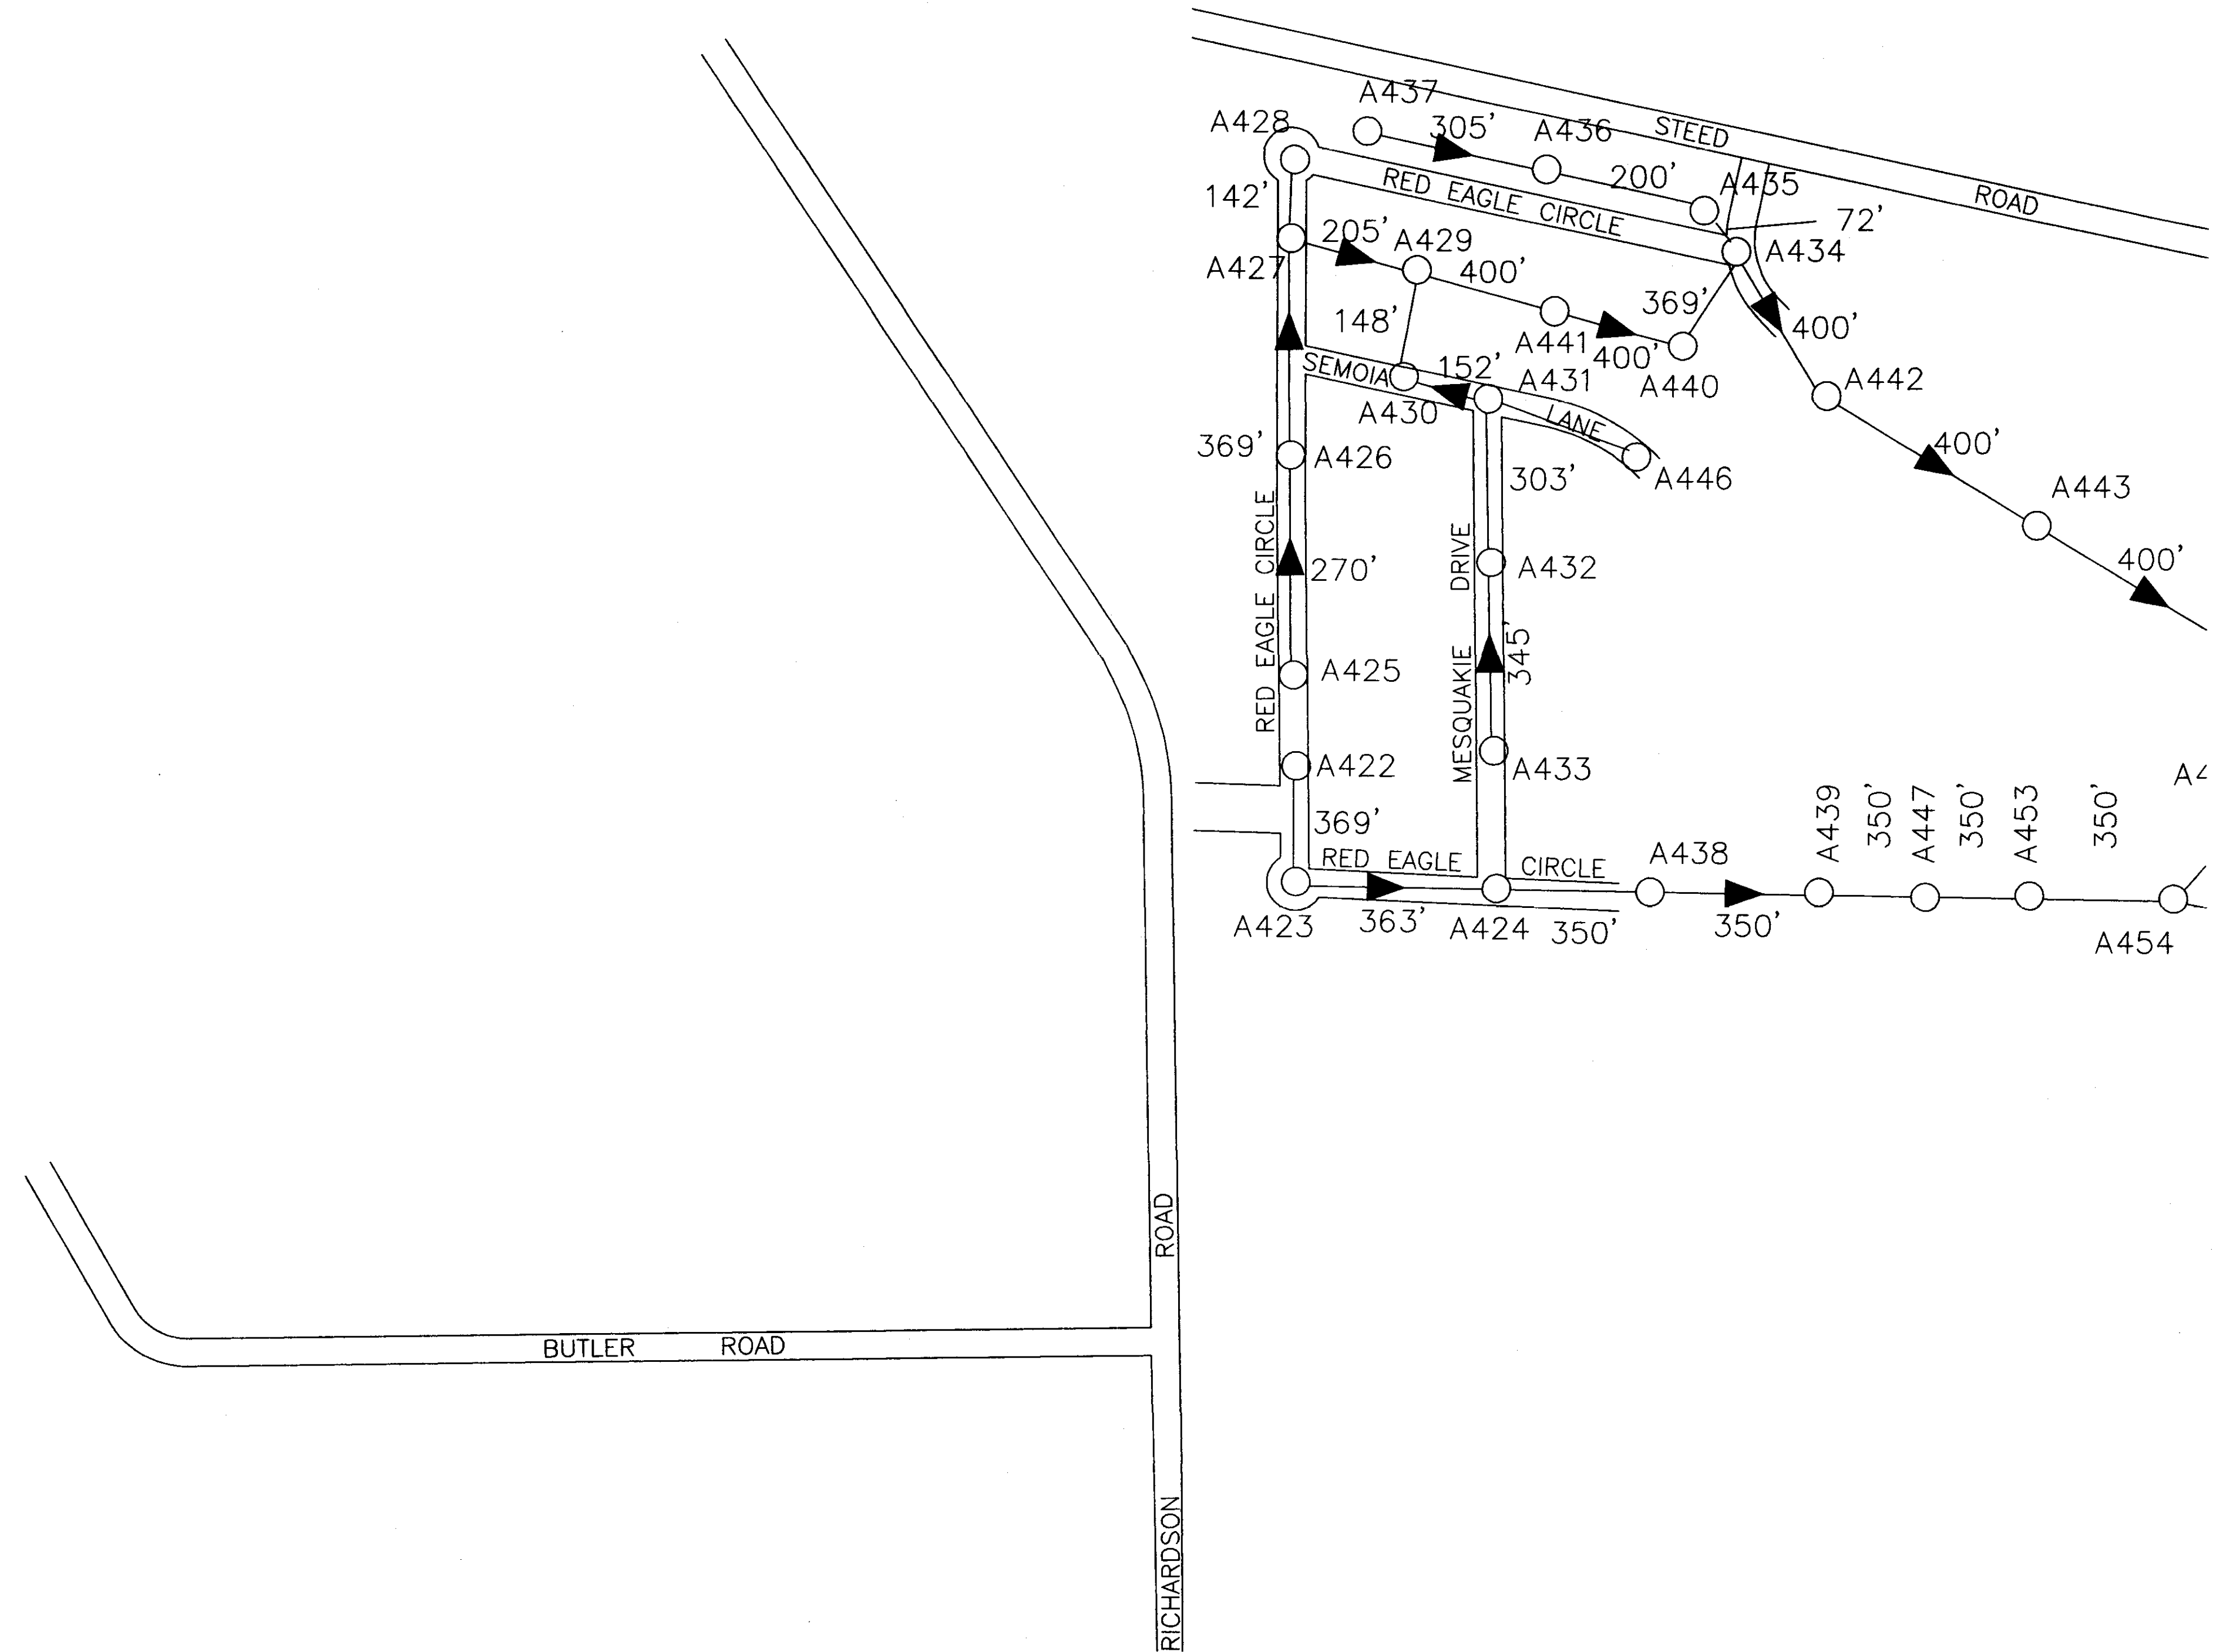 A437
STEED
A428
305'
A436
200'
A435
ROAD
142'
RED EAGLE CIRCLE
72'
205'
A429
A434
A427
400'
369'
148'
A441
400'
400'
SEMOIA
152'
A431
A440
A442
A430
LANE
369'
A426
303'
A446
400'
A443
RED EAGLE CIRCLE
270'
MESQUAKIE DRIVE
A432
400'
345'
A425
A422
A433
369'
A439
350'
A447
350'
A453
350'
RED EAGLE CIRCLE
A438
A423
363'
A424
350'
350'
A454
ROAD
BUTLER ROAD
RICHARDSON